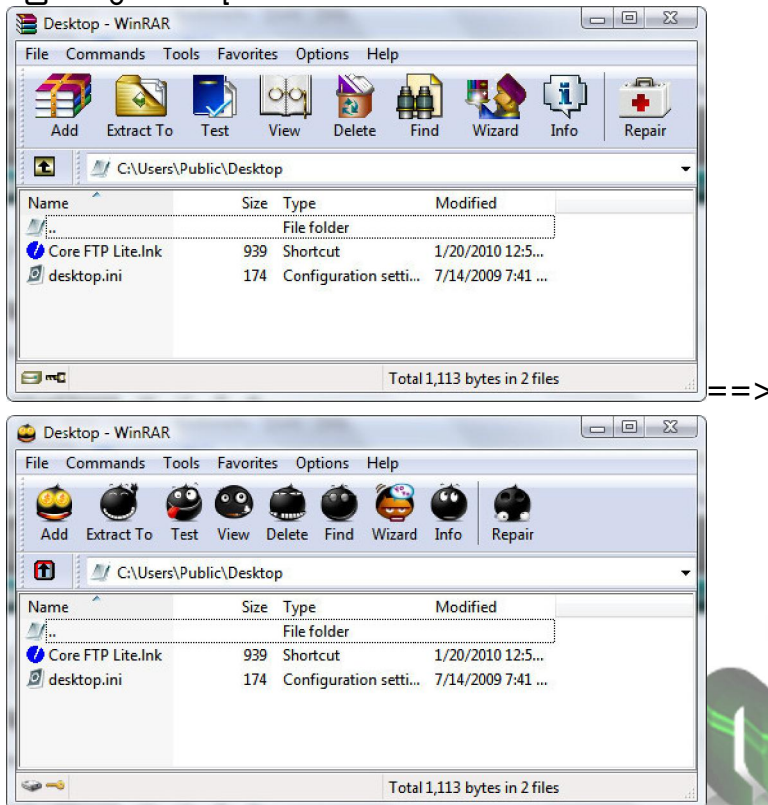 Desktop - WinRAR
File Commands Tools Favorites Options Help
Add Extract To Test View Delete Find Wizard Info Repair
C:\Users\Public\Desktop
Name Size Type Modified
.. File folder
Core FTP Lite.lnk 939 Shortcut 1/20/2010 12:5...
desktop.ini 174 Configuration setti... 7/14/2009 7:41 ...
Total 1,113 bytes in 2 files
==>
Desktop - WinRAR
File Commands Tools Favorites Options Help
Add Extract To Test View Delete Find Wizard Info Repair
C:\Users\Public\Desktop
Name Size Type Modified
.. File folder
Core FTP Lite.lnk 939 Shortcut 1/20/2010 12:5...
desktop.ini 174 Configuration setti... 7/14/2009 7:41 ...
Total 1,113 bytes in 2 files